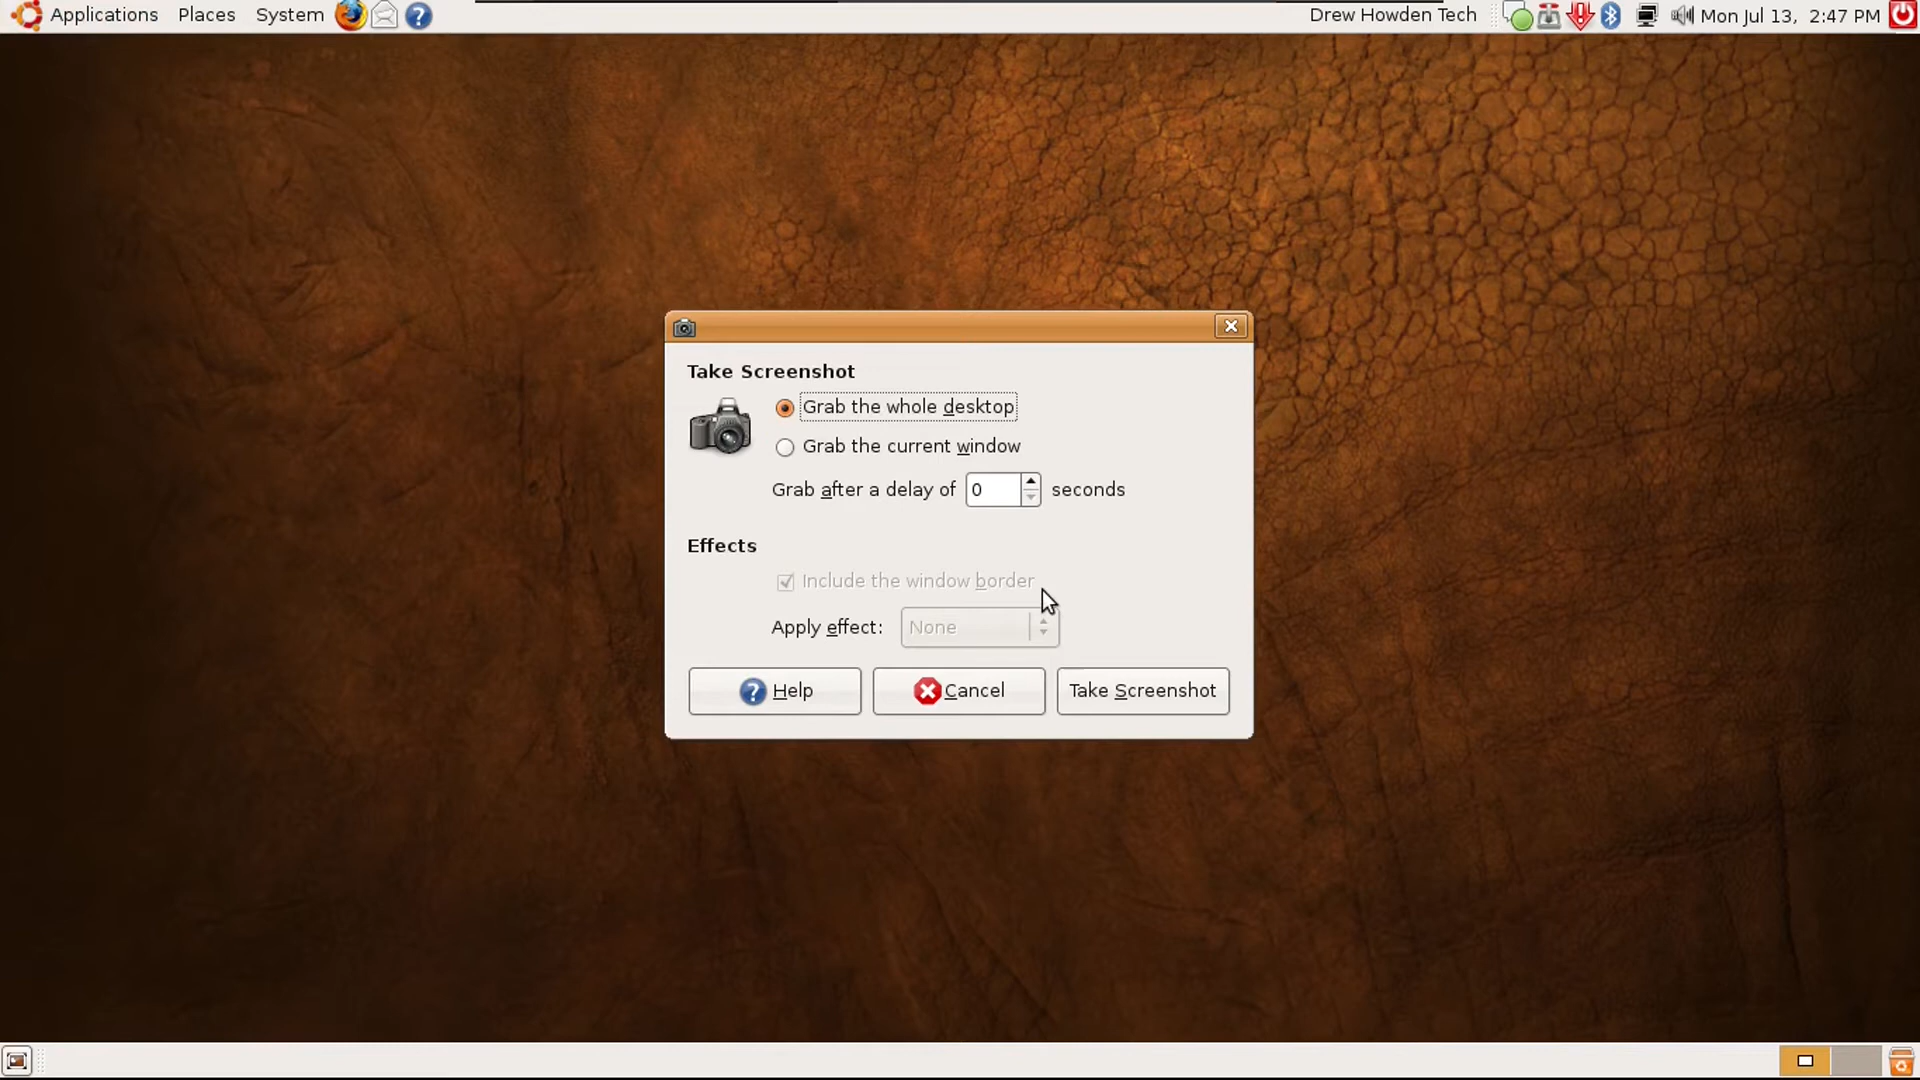 Applications Places System Drew Howden Tech Mon Jul 13, 2:47 PM
Take Screenshot
Grab the whole desktop
Grab the current window
Grab after a delay of 0 seconds
Effects
Include the window border
Apply effect: None
Help Cancel Take Screenshot